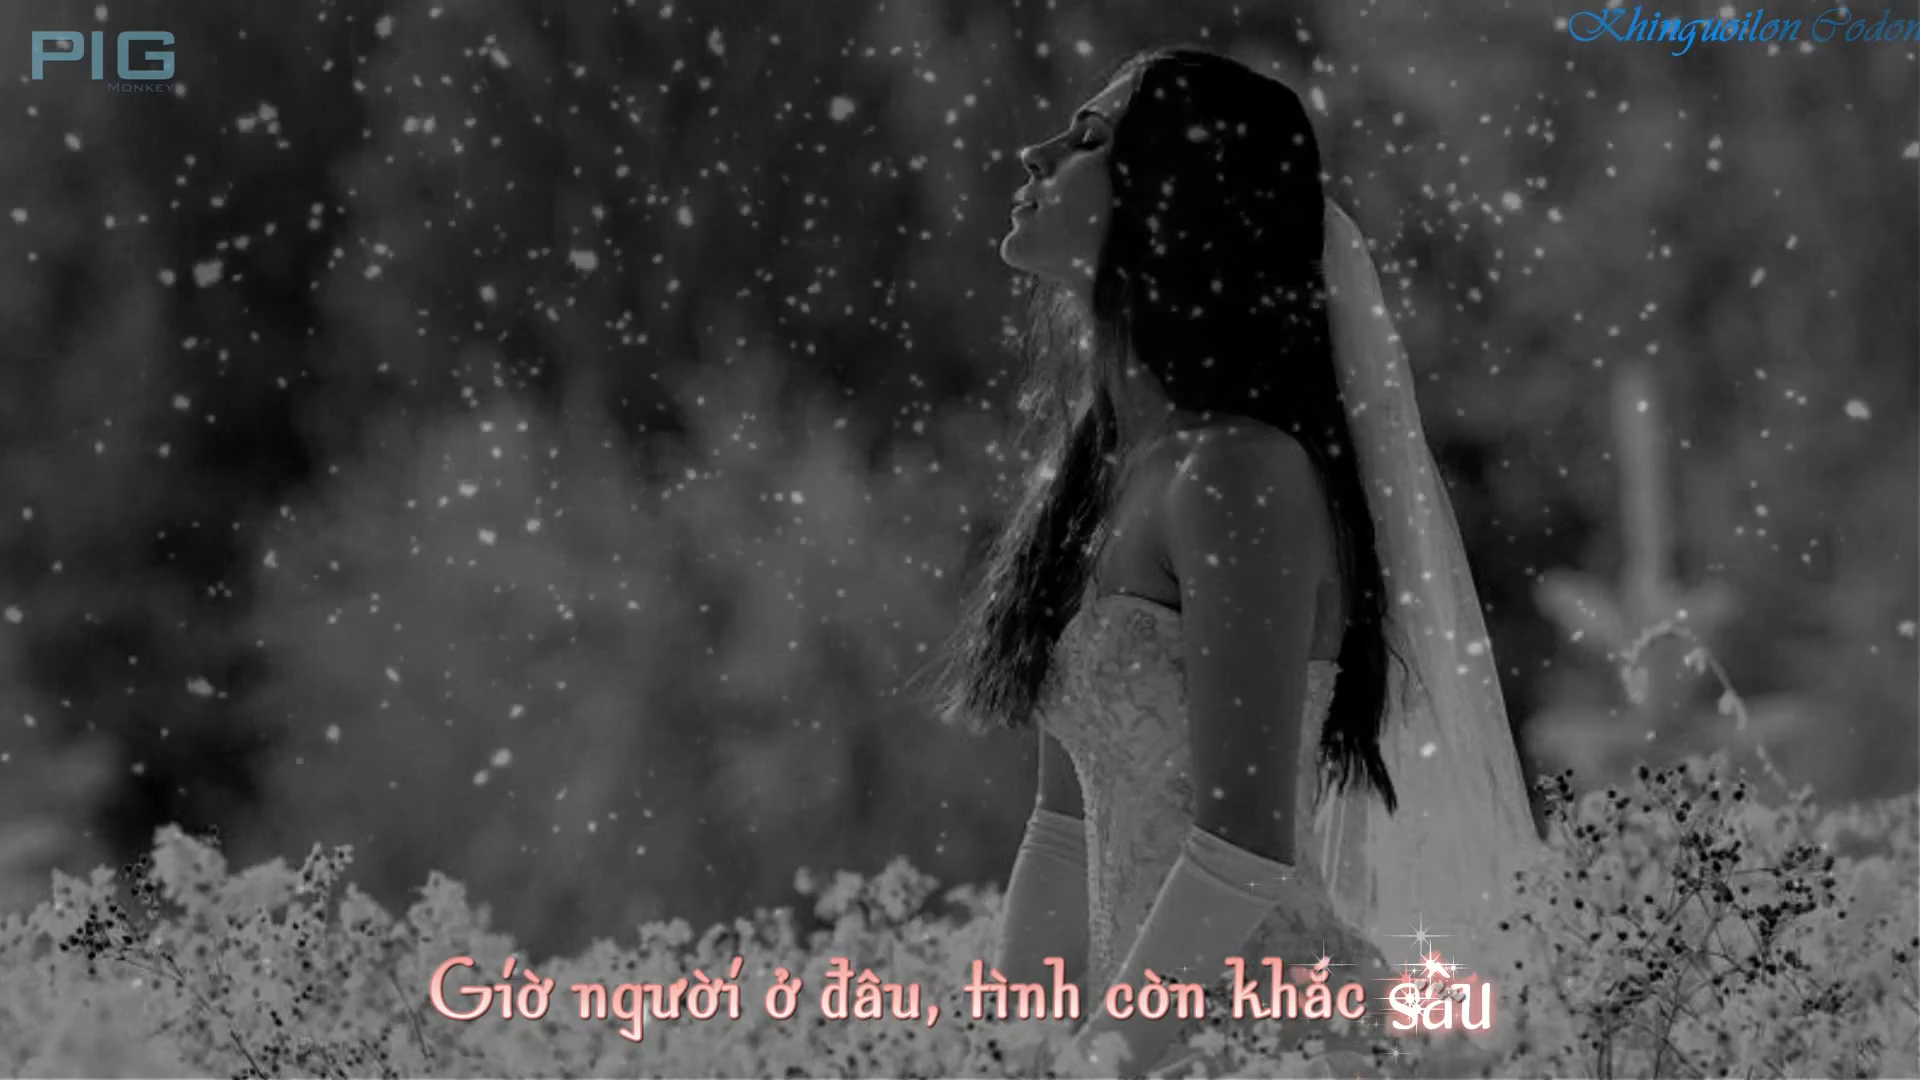 PIG
MONKEY
Khinguoilon Codon
Giờ người ở đâu, tình còn khắc sâu